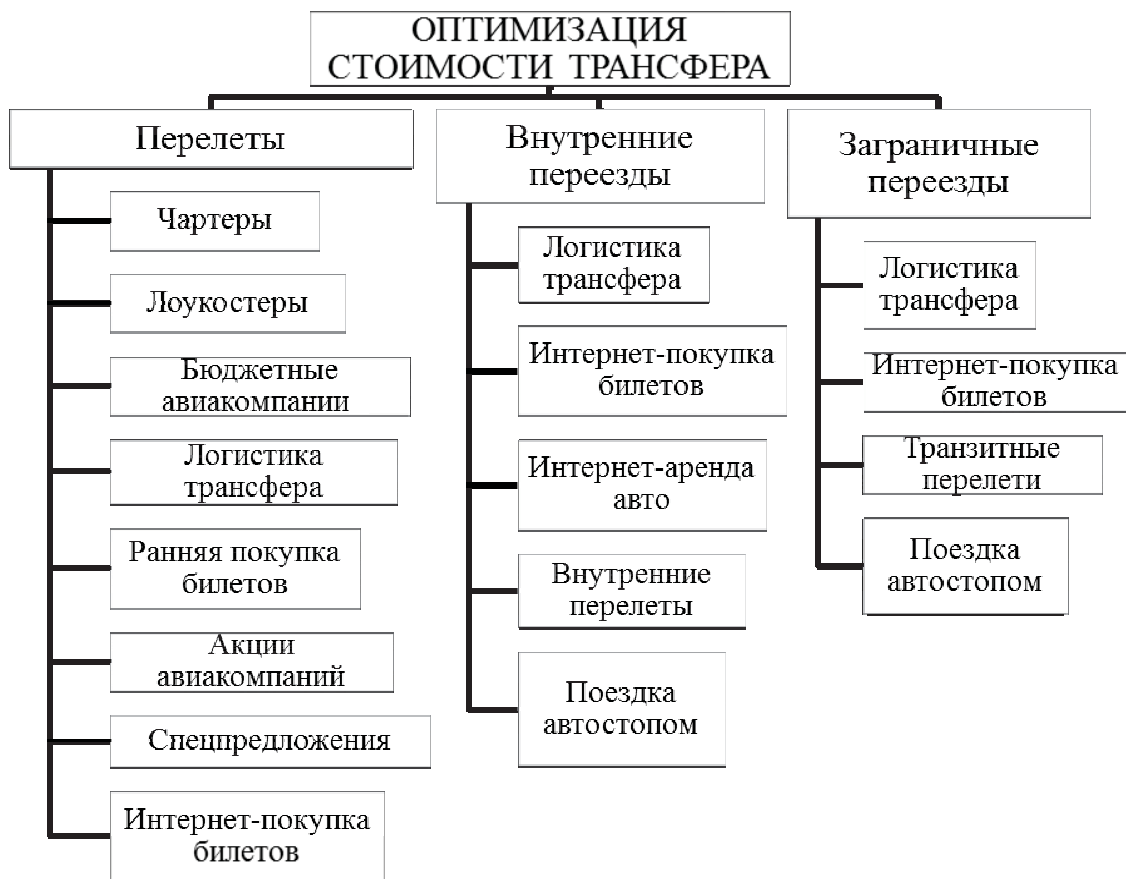 ОПТИМИЗАЦИЯ
СТОИМОСТИ ТРАНСФЕРА
Перелеты
Чартеры
Лоукостеры
Бюджетные
авиакомпании
Логистика
трансфера
Ранняя покупка
билетов
Акции
авиакомпаний
Спецпредложения
Интернет-покупка
билетов
Внутренние
переезды
Логистика
трансфера
Интернет-покупка
билетов
Интернет-аренда
авто
Внутренние
перелеты
Поездка
автостопом
Заграничные
переезды
Логистика
трансфера
Интернет-покупка
билетов
Транзитные
перелети
Поездка
автостопом